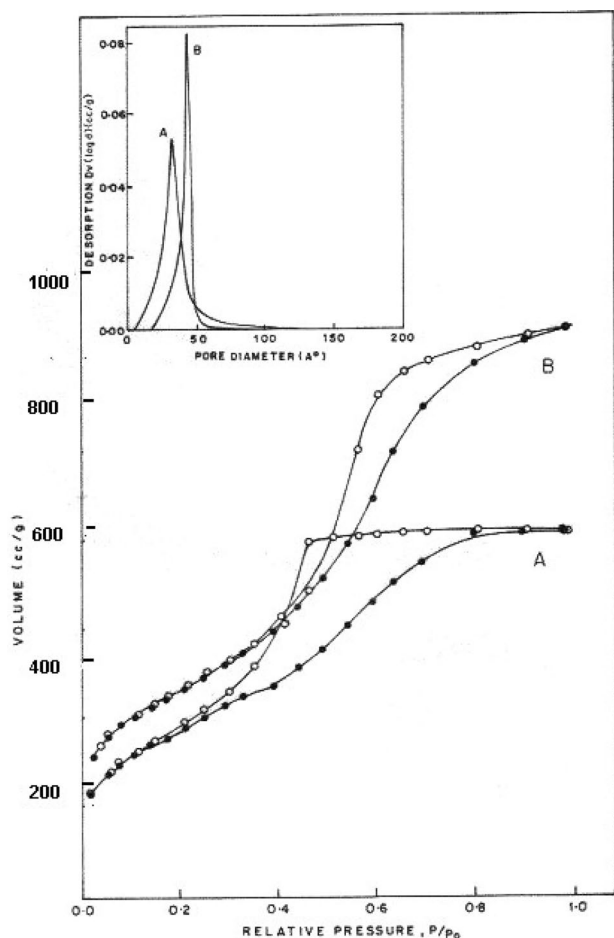 0.08
0.06
0.04
0.02
0.00
DESORPTION Dv(logd)(cc/g)
A
B
0
50
100
150
200
PORE DIAMETER (A°)
1000
800
600
400
200
VOLUME (cc/g)
B
A
0.0
0.2
0.4
0.6
0.8
1.0
RELATIVE PRESSURE, P/Po